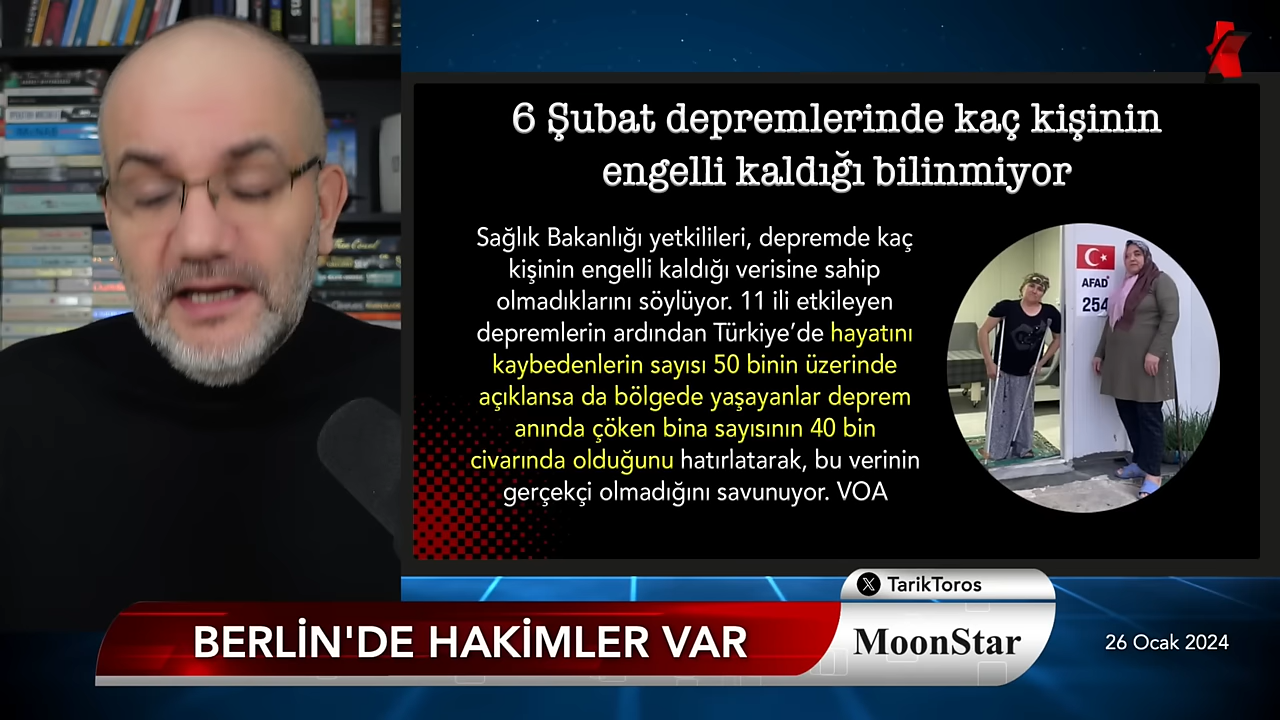 6 Şubat depremlerinde kaç kişinin
engelli kaldığı bilinmiyor
Sağlık Bakanlığı yetkilileri, depremde kaç
kişinin engelli kaldığı verisine sahip
olmadıklarını söylüyor. 11 ili etkileyen
depremlerin ardından Türkiye’de hayatını
kaybedenlerin sayısı 50 binin üzerinde
açıklansa da bölgede yaşayanlar deprem
anında çöken bina sayısının 40 bin
civarında olduğunu hatırlatarak, bu verinin
gerçekçi olmadığını savunuyor. VOA
AFAD
254
TarikToros
BERLİN'DE HAKİMLER VAR
MoonStar
26 Ocak 2024